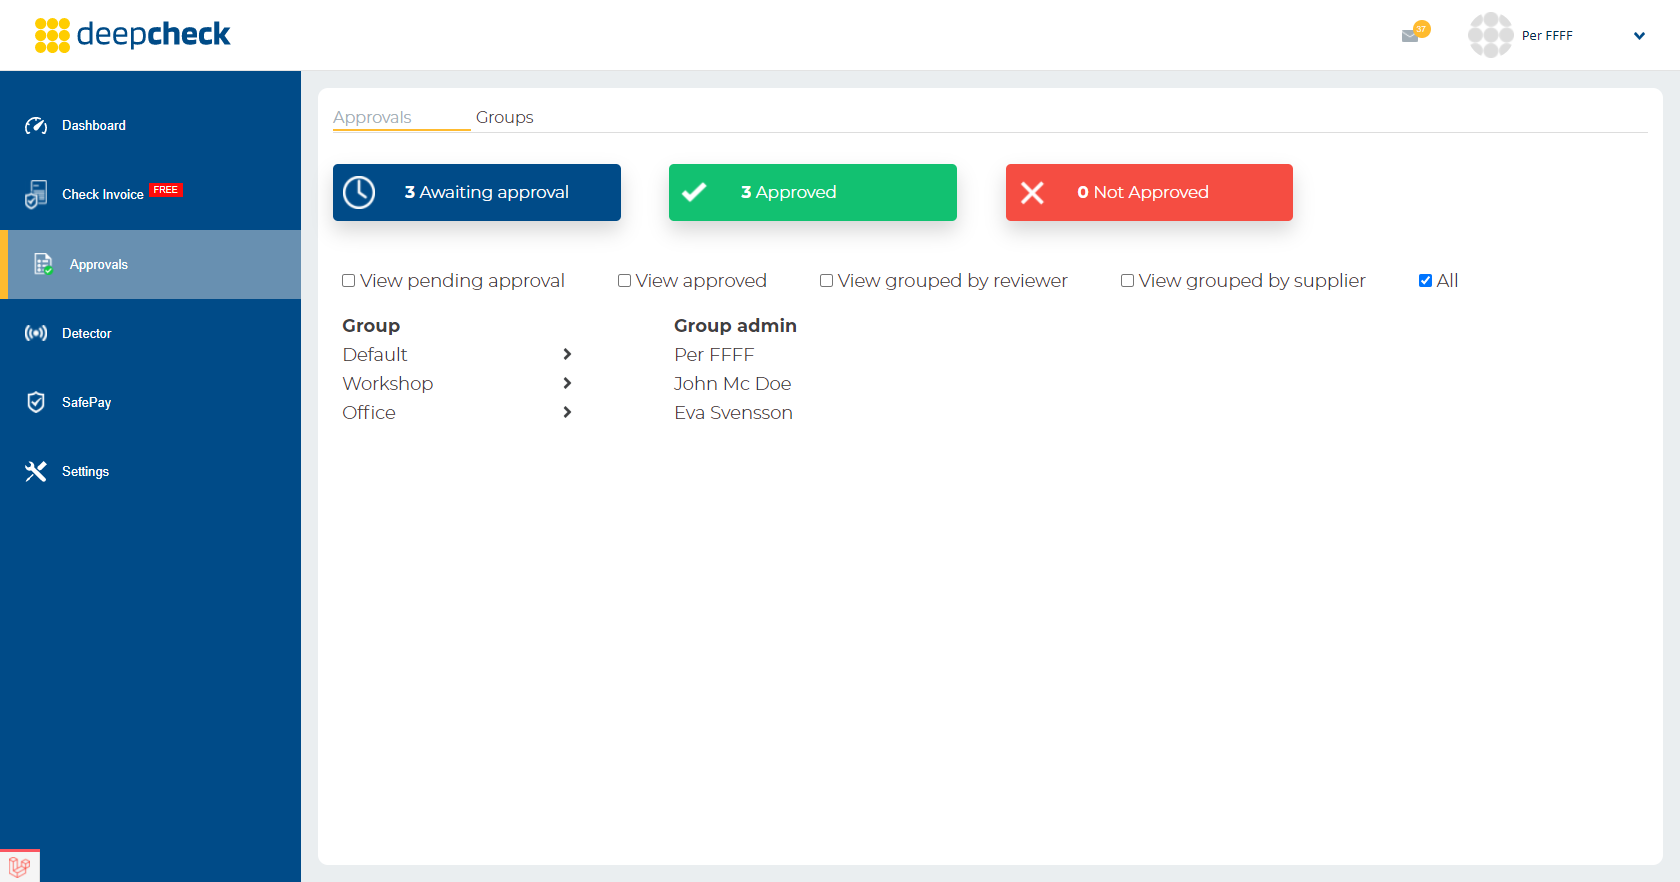 deepcheck
37
Per FFFF
Dashboard
Check Invoice FREE
Approvals
Detector
SafePay
Settings
Approvals Groups
3 Awaiting approval 3 Approved 0 Not Approved
View pending approval View approved View grouped by reviewer View grouped by supplier All
Group Group admin
Default Per FFFF
Workshop John Mc Doe
Office Eva Svensson